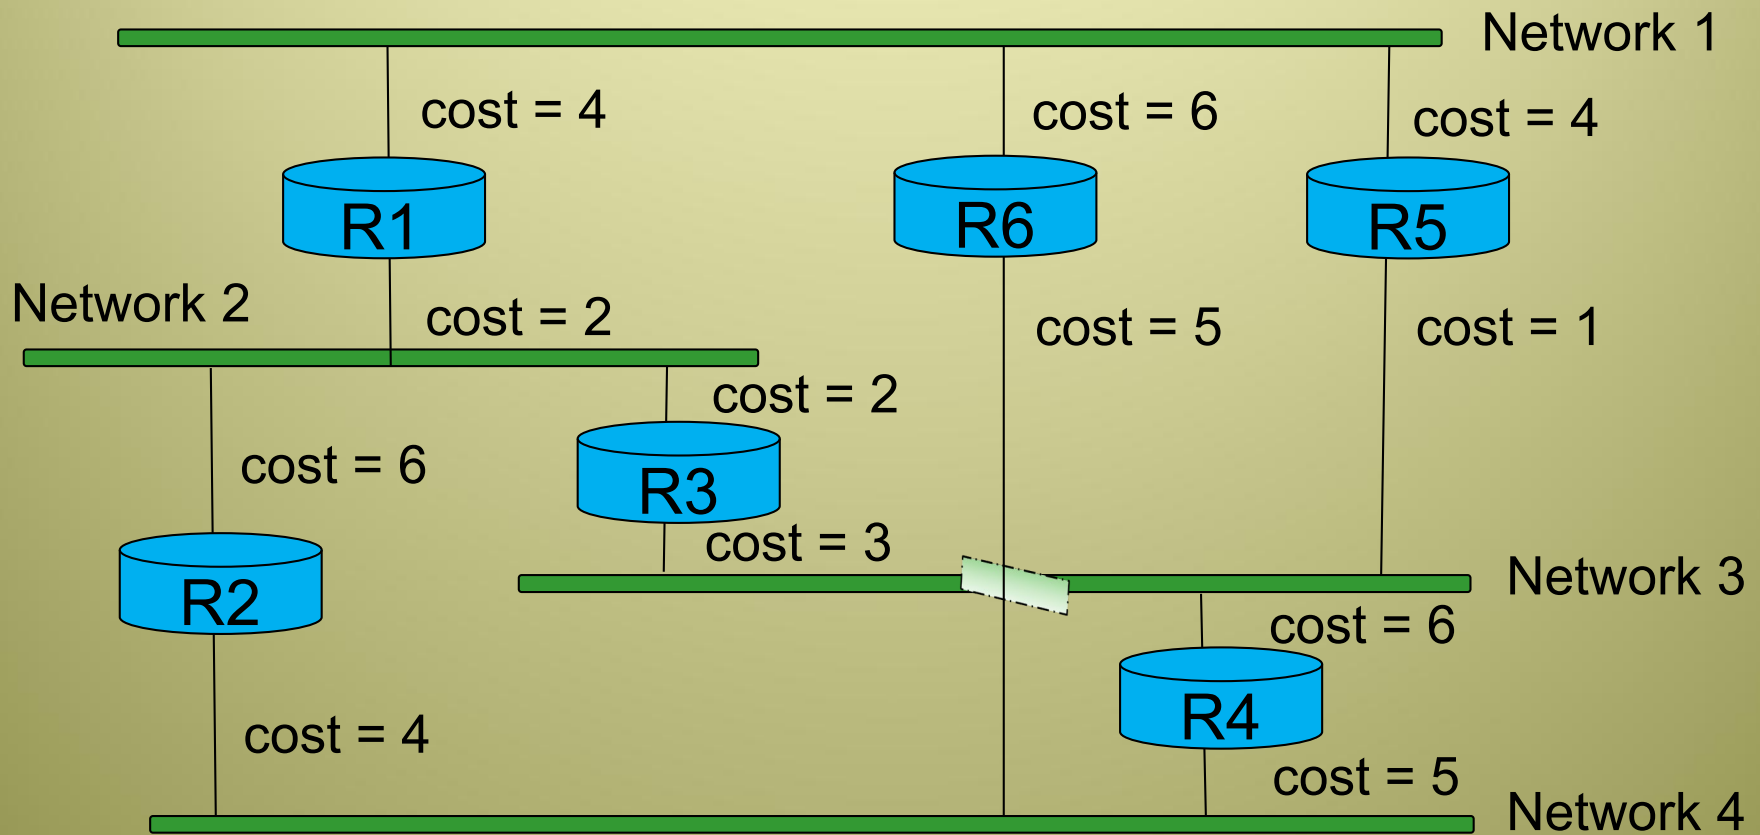 Network 1
cost = 4
cost = 6
cost = 4
R1
R6
R5
Network 2
cost = 2
cost = 5
cost = 1
cost = 2
cost = 6
R3
cost = 3
R2
Network 3
cost = 6
R4
cost = 4
cost = 5
Network 4